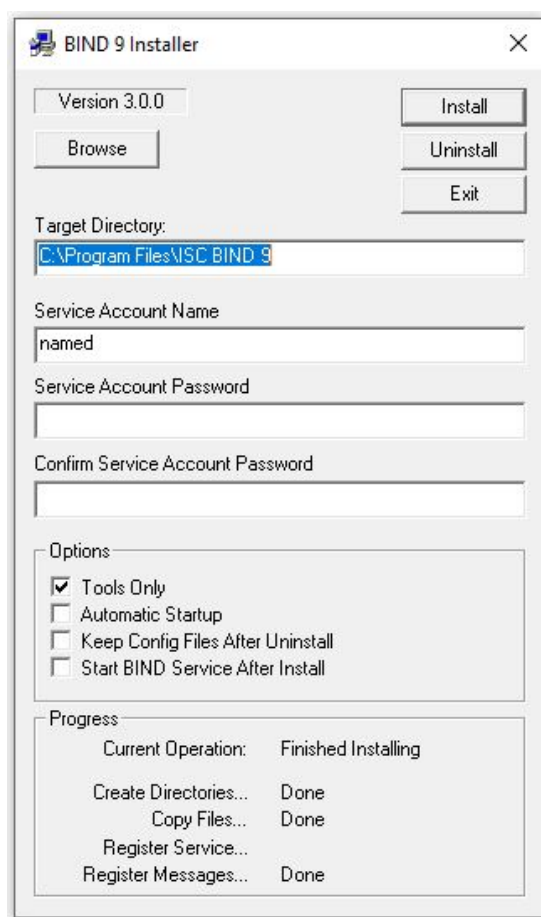 BIND 9 Installer
Version 3.0.0
Install
Browse
Uninstall
Exit
Target Directory:
C:\Program Files\ISC BIND 9
Service Account Name
named
Service Account Password
Confirm Service Account Password
Options
Tools Only
Automatic Startup
Keep Config Files After Uninstall
Start BIND Service After Install
Progress
Current Operation: Finished Installing
Create Directories... Done
Copy Files... Done
Register Service...
Register Messages... Done